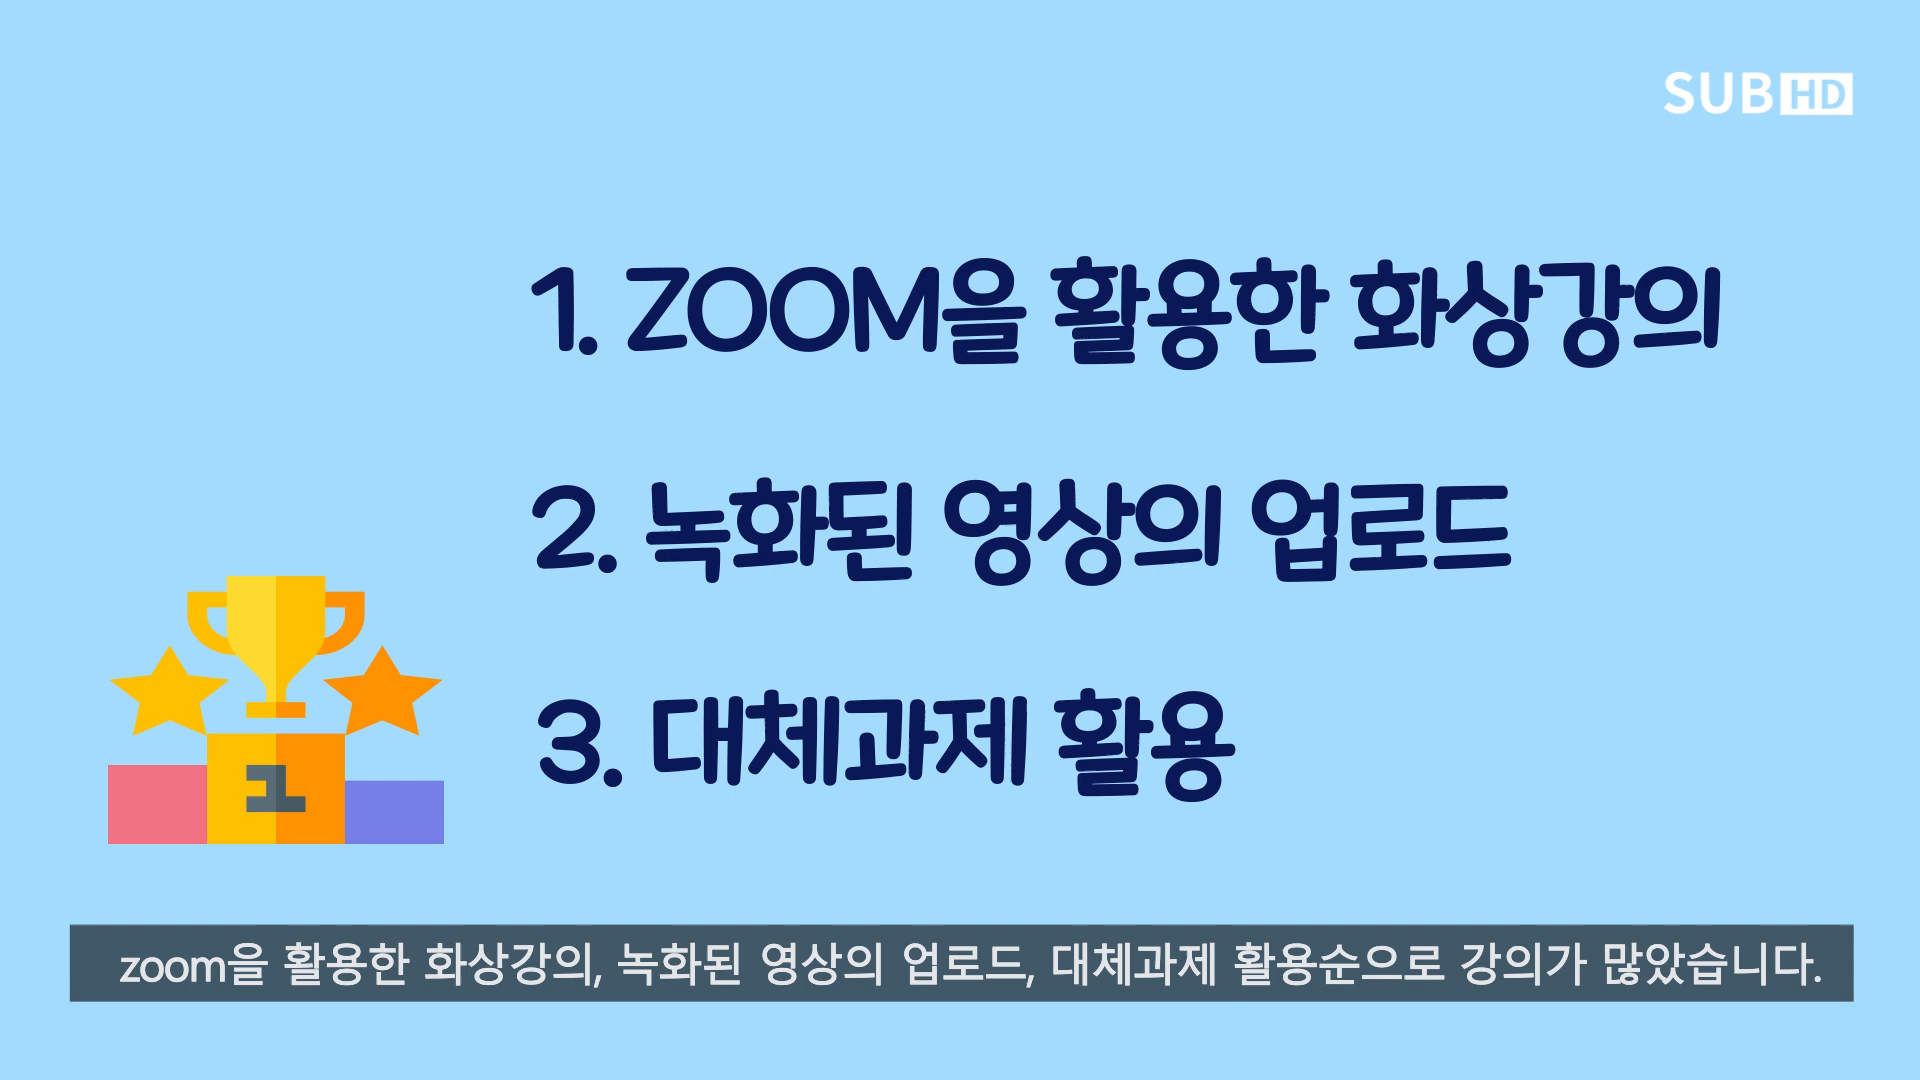 SUB HD
1. ZOOM을 활용한 화상강의
2. 녹화된 영상의 업로드
3. 대체과제 활용
1
zoom을 활용한 화상강의, 녹화된 영상의 업로드, 대체과제 활용순으로 강의가 많았습니다.